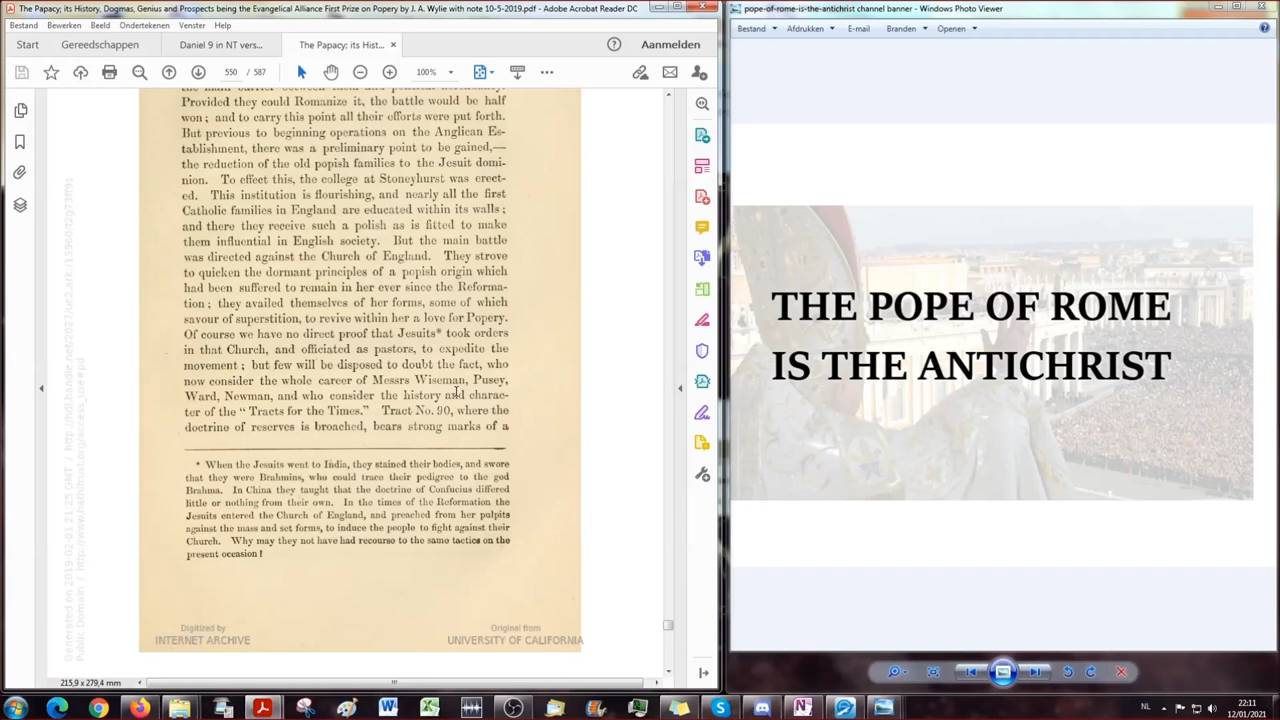 The Papacy; its History, Dogmas, Genius and Prospects being the Evangelical Alliance First Prize on Popery by J. A. Wylie with note 10-5-2019.pdf - Adobe Acrobat Reader DC
Bestand Bewerken Beeld Ondertekenen Venster Help
Start Gereedschappen Daniel 9 in NT vers... The Papacy; its Hist... × Aanmelden
550 / 587 100%
Provided they could Romanize it, the battle would be half
won; and to carry this point all their efforts were put forth.
But previous to beginning operations on the Anglican Es-
tablishment, there was a preliminary point to be gained,—
the reduction of the old popish families to the Jesuit domi-
nion. To effect this, the college at Stoneyhurst was erect-
ed. This institution is flourishing, and nearly all the first
Catholic families in England are educated within its walls;
and there they receive such a polish as is fitted to make
them influential in English society. But the main battle
was directed against the Church of England. They strove
to quicken the dormant principles of a popish origin which
had been suffered to remain in her ever since the Reforma-
tion; they availed themselves of her forms, some of which
savour of superstition, to revive within her a love for Popery.
Of course we have no direct proof that Jesuits* took orders
in that Church, and officiated as pastors, to expedite the
movement; but few will be disposed to doubt the fact, who
now consider the whole career of Messrs Wiseman, Pusey,
Ward, Newman, and who consider the history and charac-
ter of the "Tracts for the Times." Tract No. 90, where the
doctrine of reserves is broached, bears strong marks of a
* When the Jesuits went to India, they stained their bodies, and swore
that they were Brahmins, who could trace their pedigree to the god
Brahma. In China they taught that the doctrine of Confucius differed
little or nothing from their own. In the times of the Reformation the
Jesuits entered the Church of England, and preached from her pulpits
against the mass and set forms, to induce the people to fight against their
Church. Why may they not have had recourse to the same tactics on the
present occasion?
Digitized by
INTERNET ARCHIVE
Original from
UNIVERSITY OF CALIFORNIA
215,9 x 279,4 mm
pope-of-rome-is-the-antichrist channel banner - Windows Photo Viewer
Bestand Afdrukken E-mail Branden Openen
THE POPE OF ROME
IS THE ANTICHRIST
NL
22:11
12/01/2021